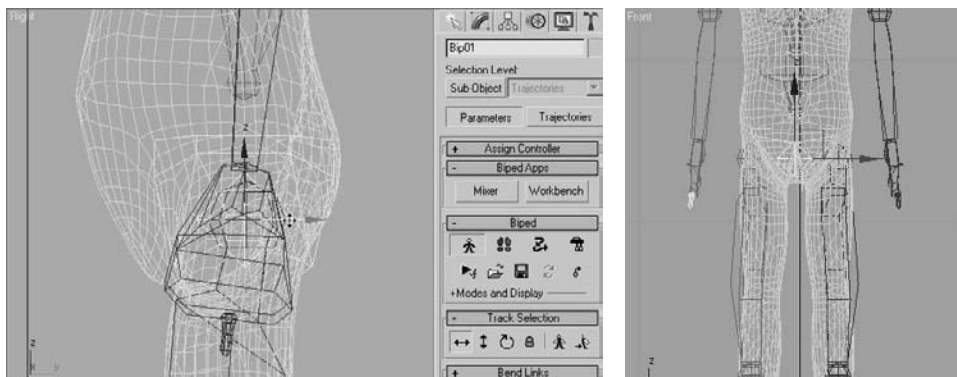 Right
Bip01
Selection Level:
Sub-Object
Trajectories
Parameters
Trajectories
+ Assign Controller
- Biped Apps
Mixer
Workbench
- Biped
+Modes and Display
- Track Selection
+ Bend Links
z
z
x y
Front
z